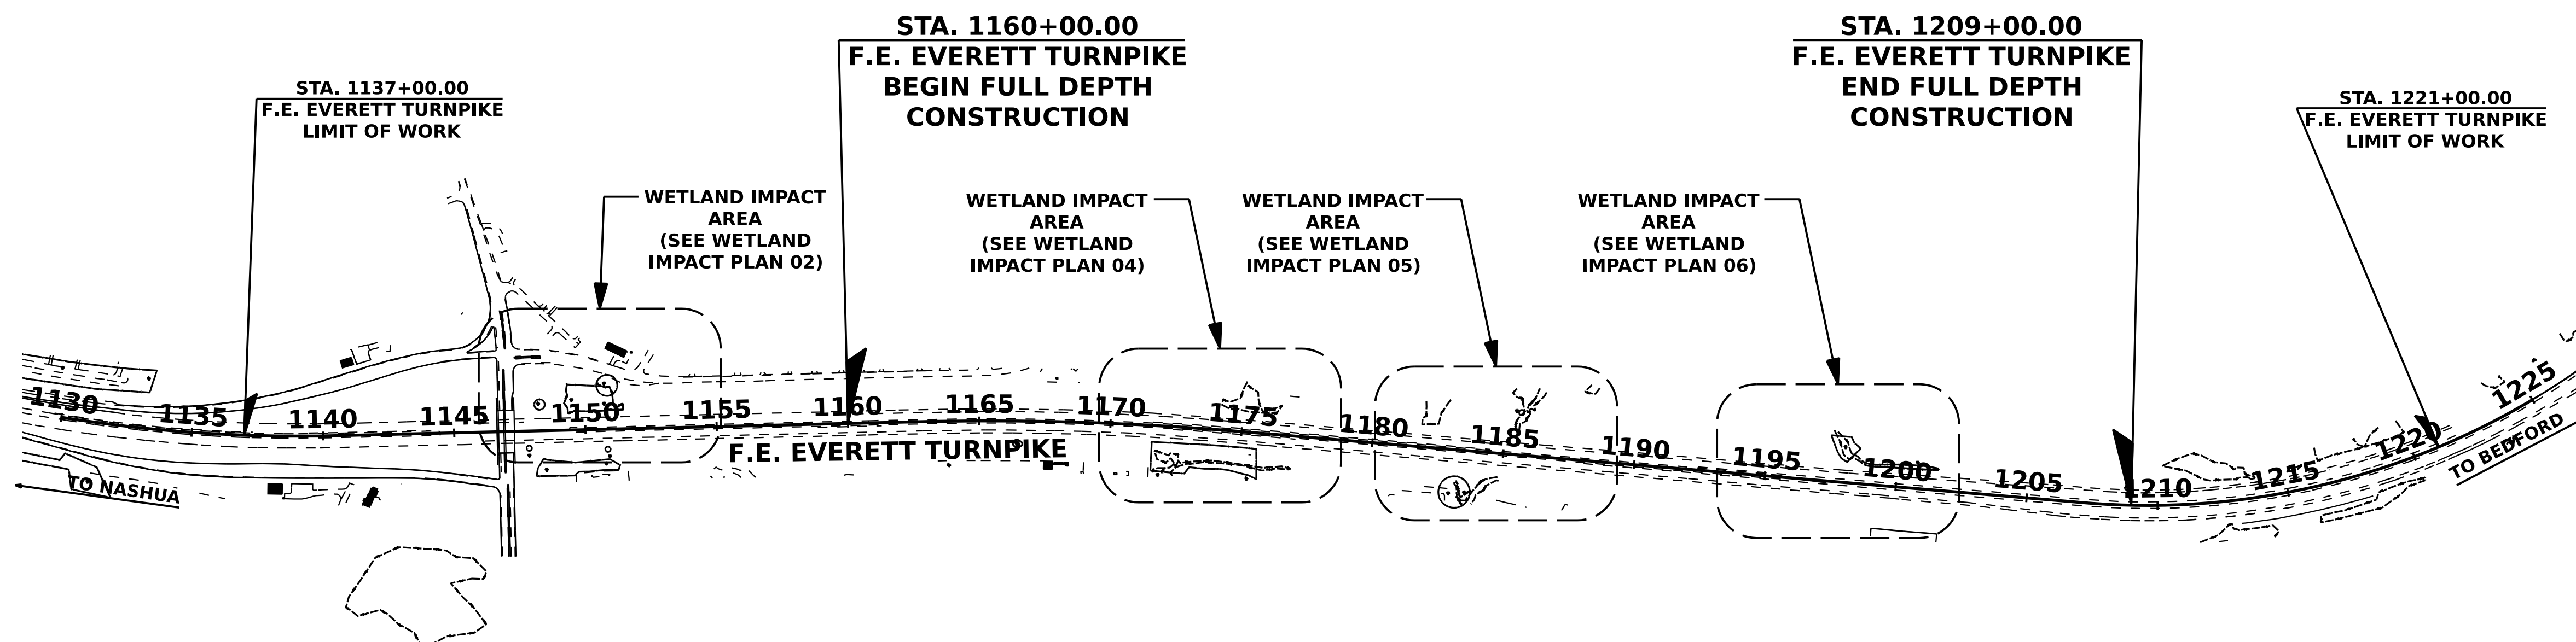 STA. 1160+00.00
F.E. EVERETT TURNPIKE
BEGIN FULL DEPTH
CONSTRUCTION
STA. 1209+00.00
F.E. EVERETT TURNPIKE
END FULL DEPTH
CONSTRUCTION
STA. 1137+00.00
F.E. EVERETT TURNPIKE
LIMIT OF WORK
STA. 1221+00.00
F.E. EVERETT TURNPIKE
LIMIT OF WORK
WETLAND IMPACT
AREA
(SEE WETLAND
IMPACT PLAN 02)
WETLAND IMPACT
AREA
(SEE WETLAND
IMPACT PLAN 04)
WETLAND IMPACT
AREA
(SEE WETLAND
IMPACT PLAN 05)
WETLAND IMPACT
AREA
(SEE WETLAND
IMPACT PLAN 06)
1130
1135
1140
1145
1150
1155
1160
1165
1170
1175
1180
1185
1190
1195
1200
1205
1210
1215
1220
1225
F.E. EVERETT TURNPIKE
TO NASHUA
TO BEDFORD